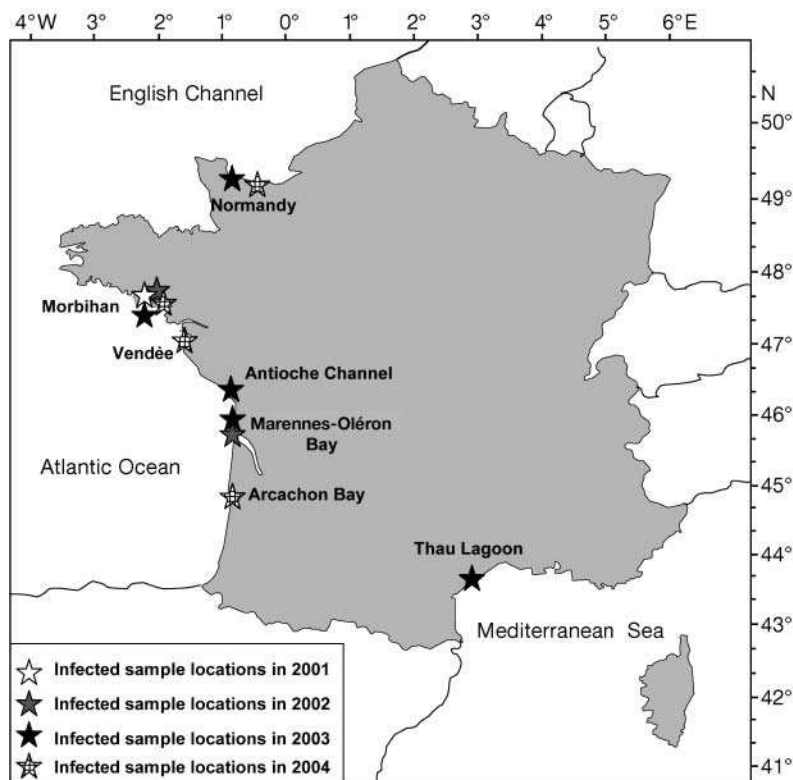 4°W 3° 2° 1° 0° 1° 2° 3° 4° 5° 6°E
English Channel
N
50°
Normandy
49°
48°
Morbihan
47°
Vendèe
Antioche Channel
46°
Marennes-Oléron
Bay
Atlantic Ocean
45°
Arcachon Bay
Thau Lagoon
44°
43°
Mediterranean Sea
42°
41°
Infected sample locations in 2001
Infected sample locations in 2002
Infected sample locations in 2003
Infected sample locations in 2004